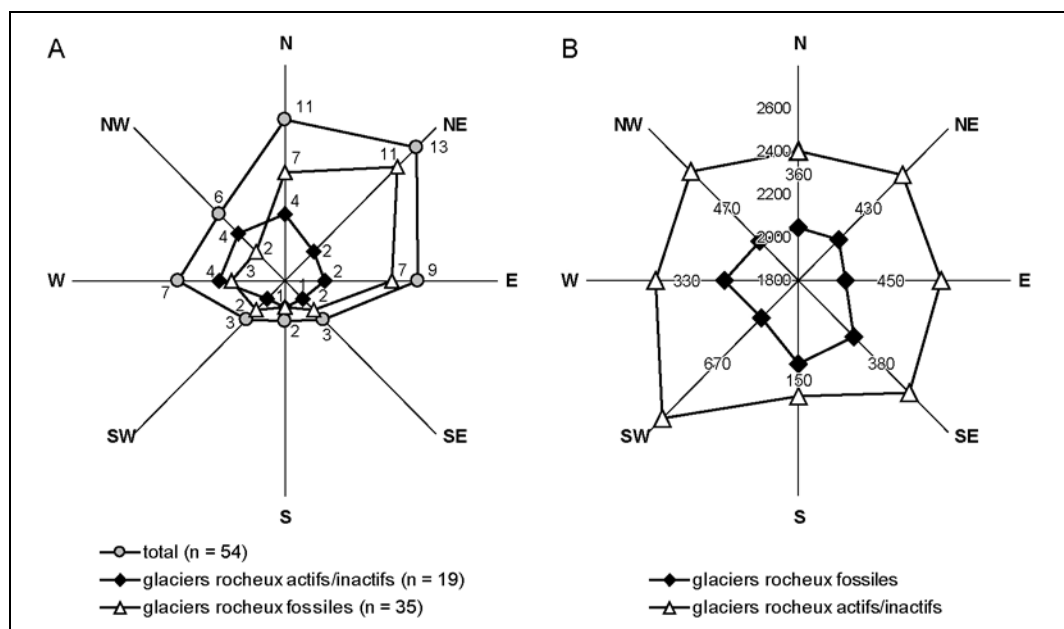 A
B
N
N
NW
NE
NW
NE
W
E
W
E
SW
SE
SW
SE
S
S
11
13
7
11
6
4
4
2
2
4
3
2
7
9
7
1
1
2
2
3
2
3
2600
2400
360
2200
470
430
2000
330
1800
450
670
380
150
total (n = 54)
glaciers rocheux actifs/inactifs (n = 19)
glaciers rocheux fossiles (n = 35)
glaciers rocheux fossiles
glaciers rocheux actifs/inactifs